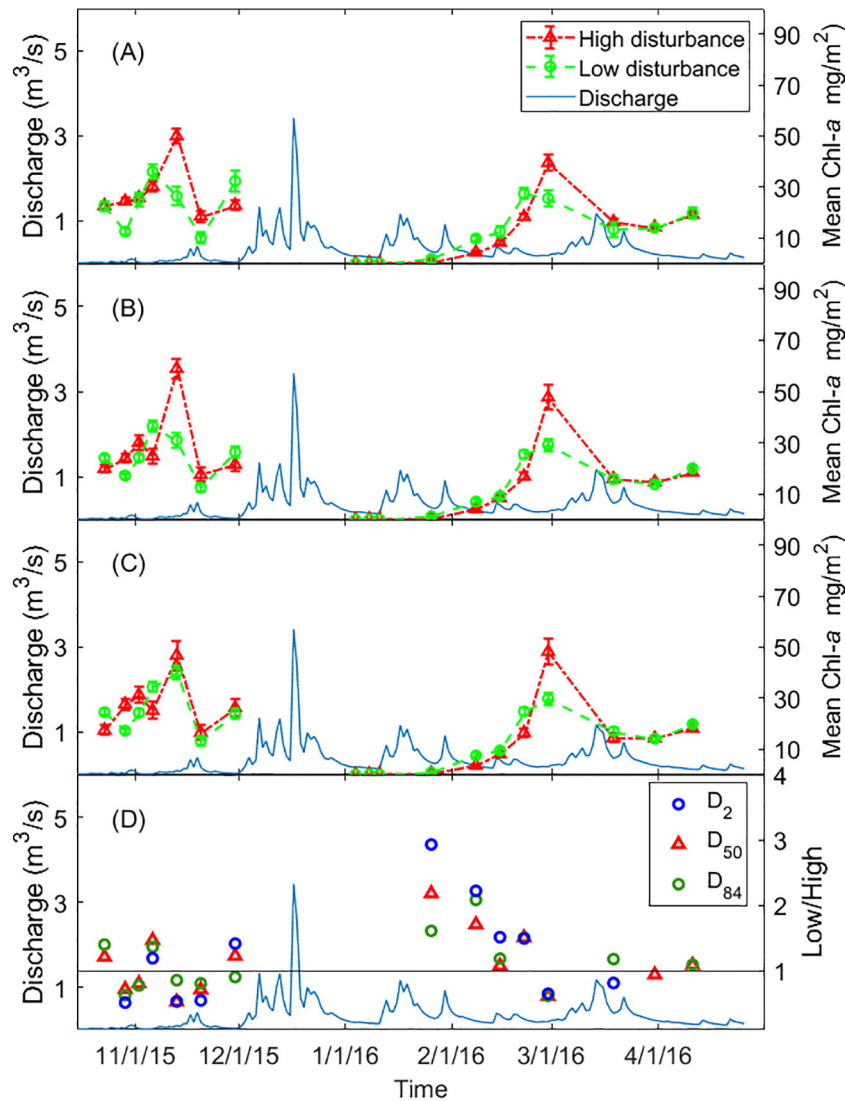 (A)
High disturbance
Low disturbance
Discharge
Discharge (m3/s)
5
3
1
Mean Chl-a mg/m2)
90
70
50
30
10
(B)
Discharge (m3/s)
5
3
1
Mean Chl-a mg/m2)
90
70
50
30
10
(C)
Discharge (m3/s)
5
3
1
Mean Chl-a mg/m2)
90
70
50
30
10
(D)
D2
D50
D84
Discharge (m3/s)
5
3
1
Low/High
4
3
2
1
11/1/15 12/1/15 1/1/16 2/1/16 3/1/16 4/1/16
Time